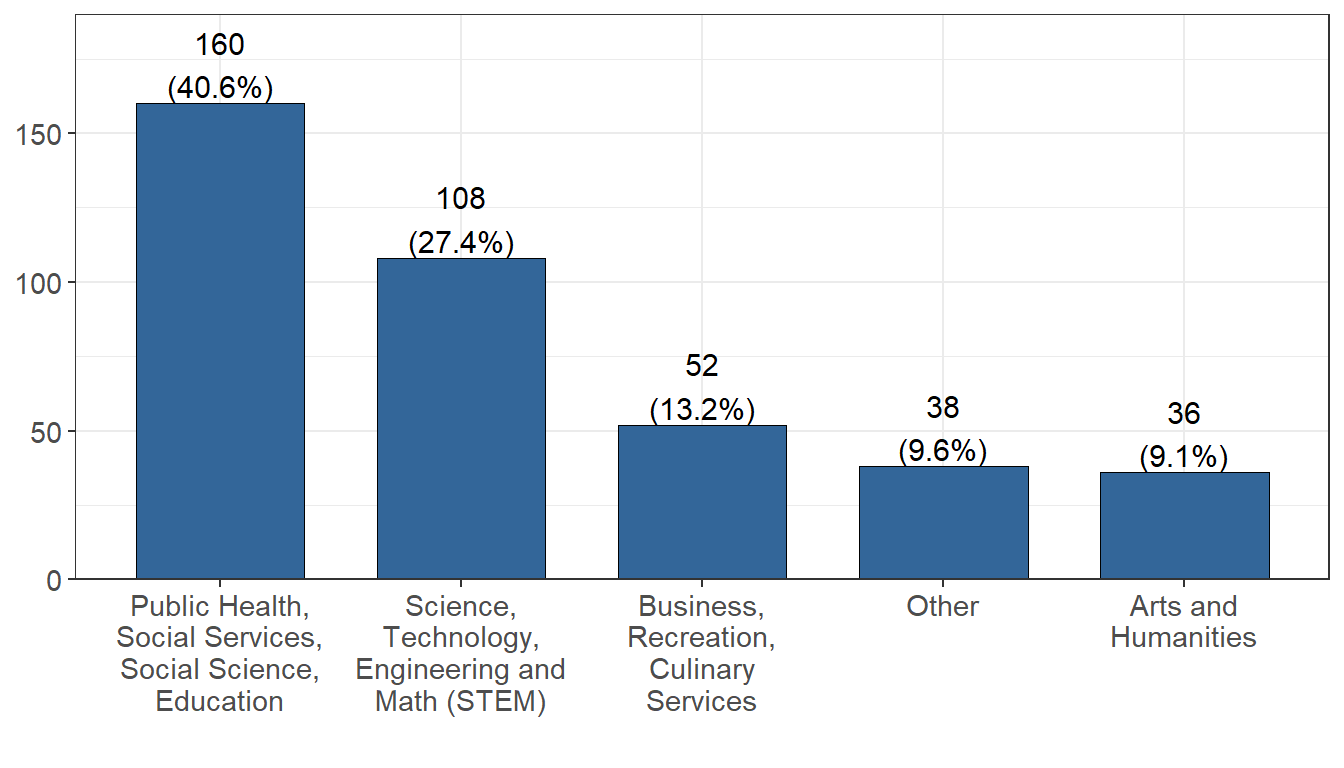 160
(40.6%)
108
(27.4%)
52
(13.2%)
38
(9.6%)
36
(9.1%)
150
100
50
0
Public Health,
Social Services,
Social Science,
Education
Science,
Technology,
Engineering and
Math (STEM)
Business,
Recreation,
Culinary
Services
Other
Arts and
Humanities